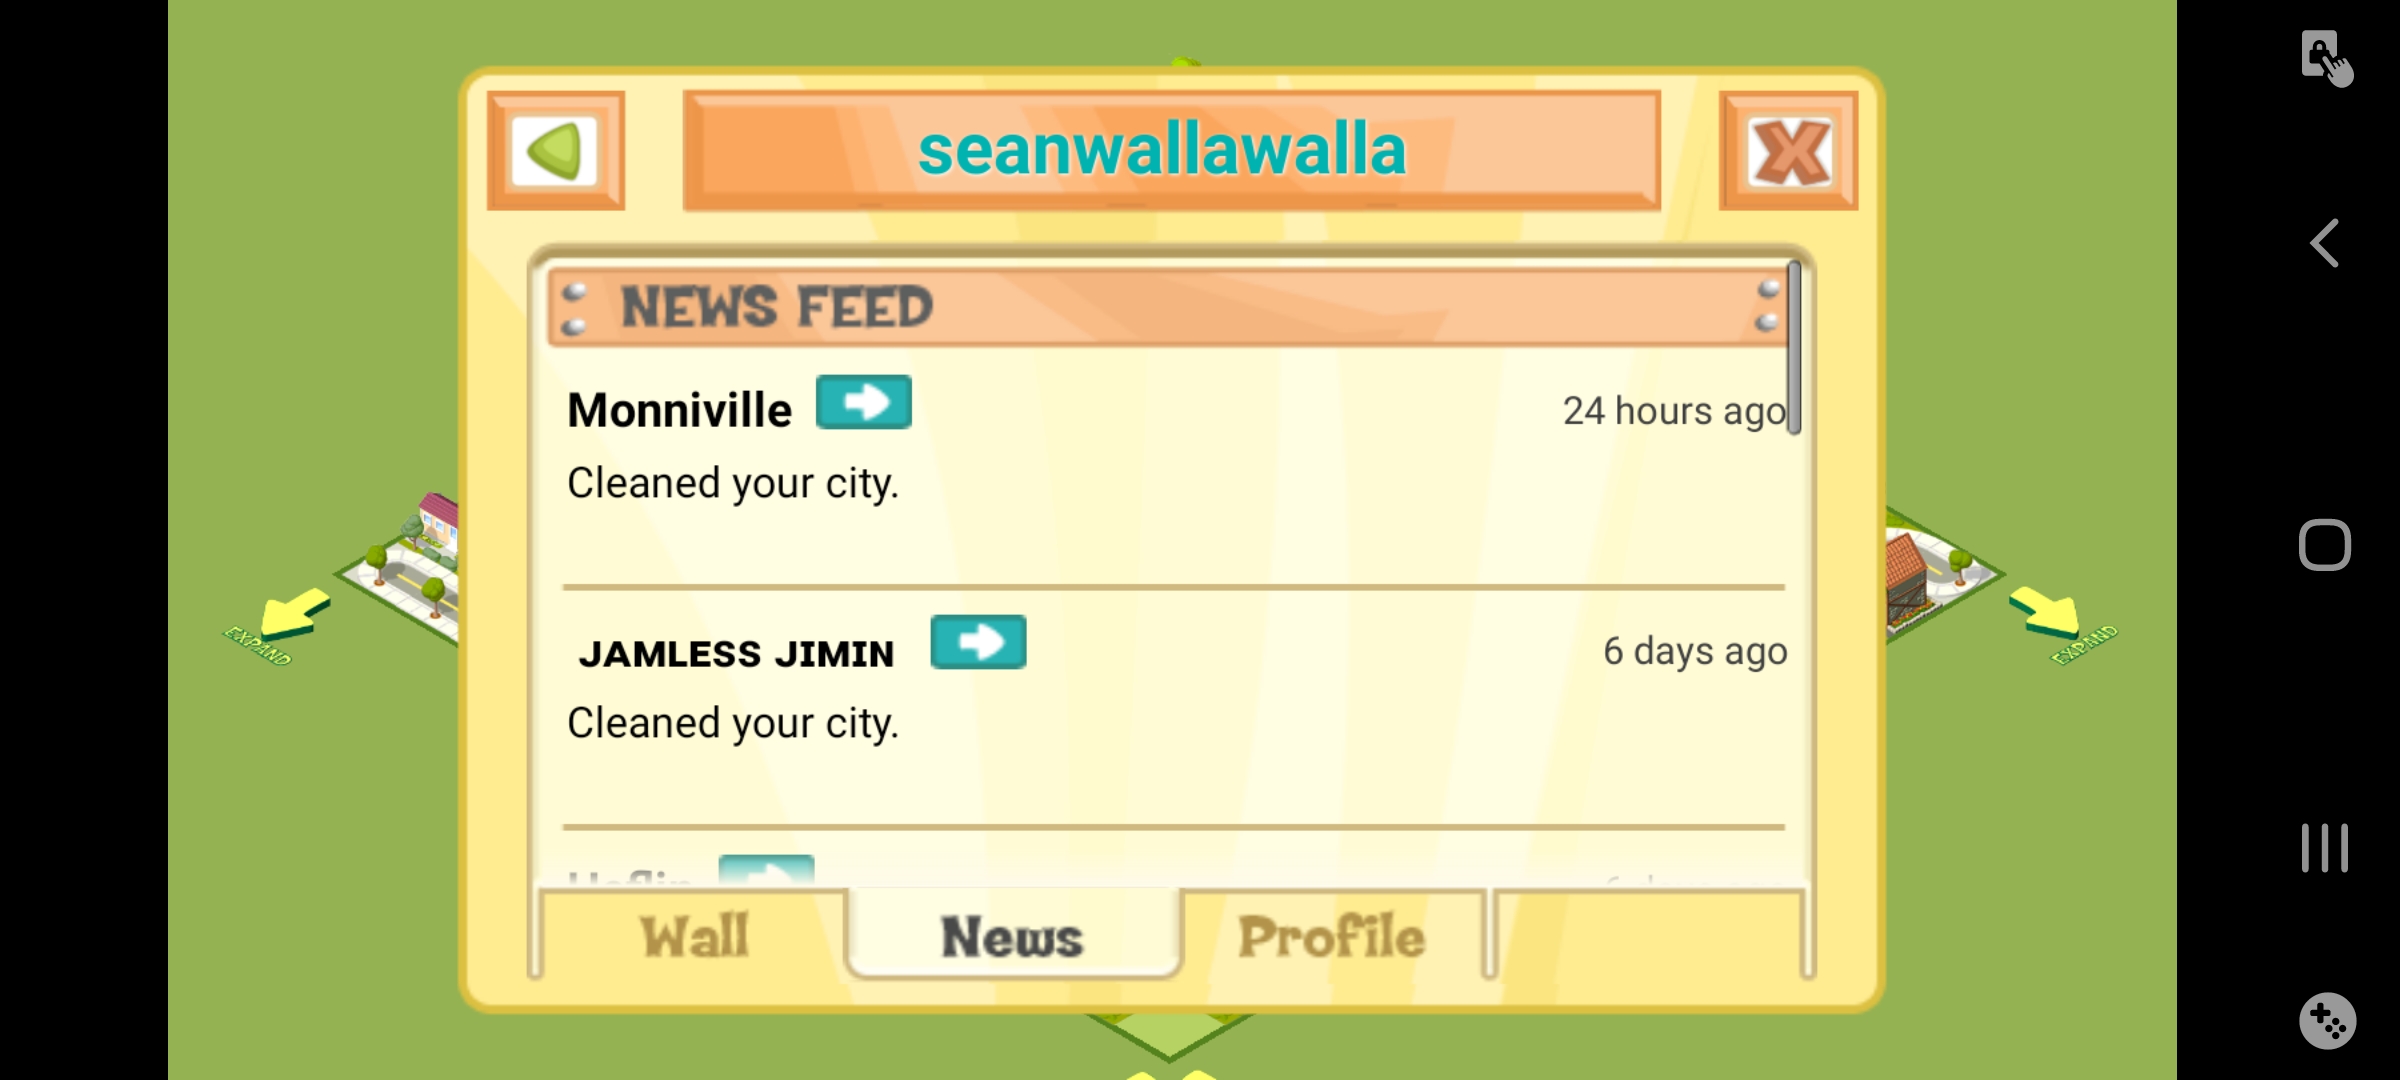 seanwallawalla
NEWS FEED
Monniville
24 hours ago
Cleaned your city.
JAMLESS JIMIN
6 days ago
Cleaned your city.
Wall
News
Profile
EXPAND
EXPAND